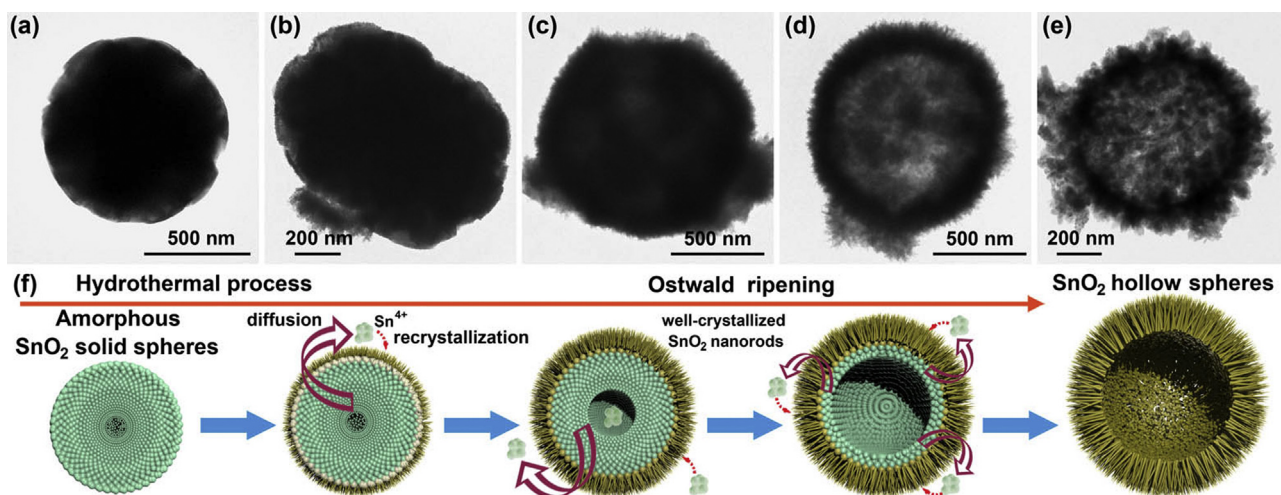 (a)
(b)
(c)
(d)
(e)
500 nm
200 nm
500 nm
500 nm
200 nm
(f)
Hydrothermal process
Ostwald ripening
SnO₂ hollow spheres
Amorphous
SnO₂ solid spheres
diffusion
Sn⁴⁺
recrystallization
well-crystallized
SnO₂ nanorods